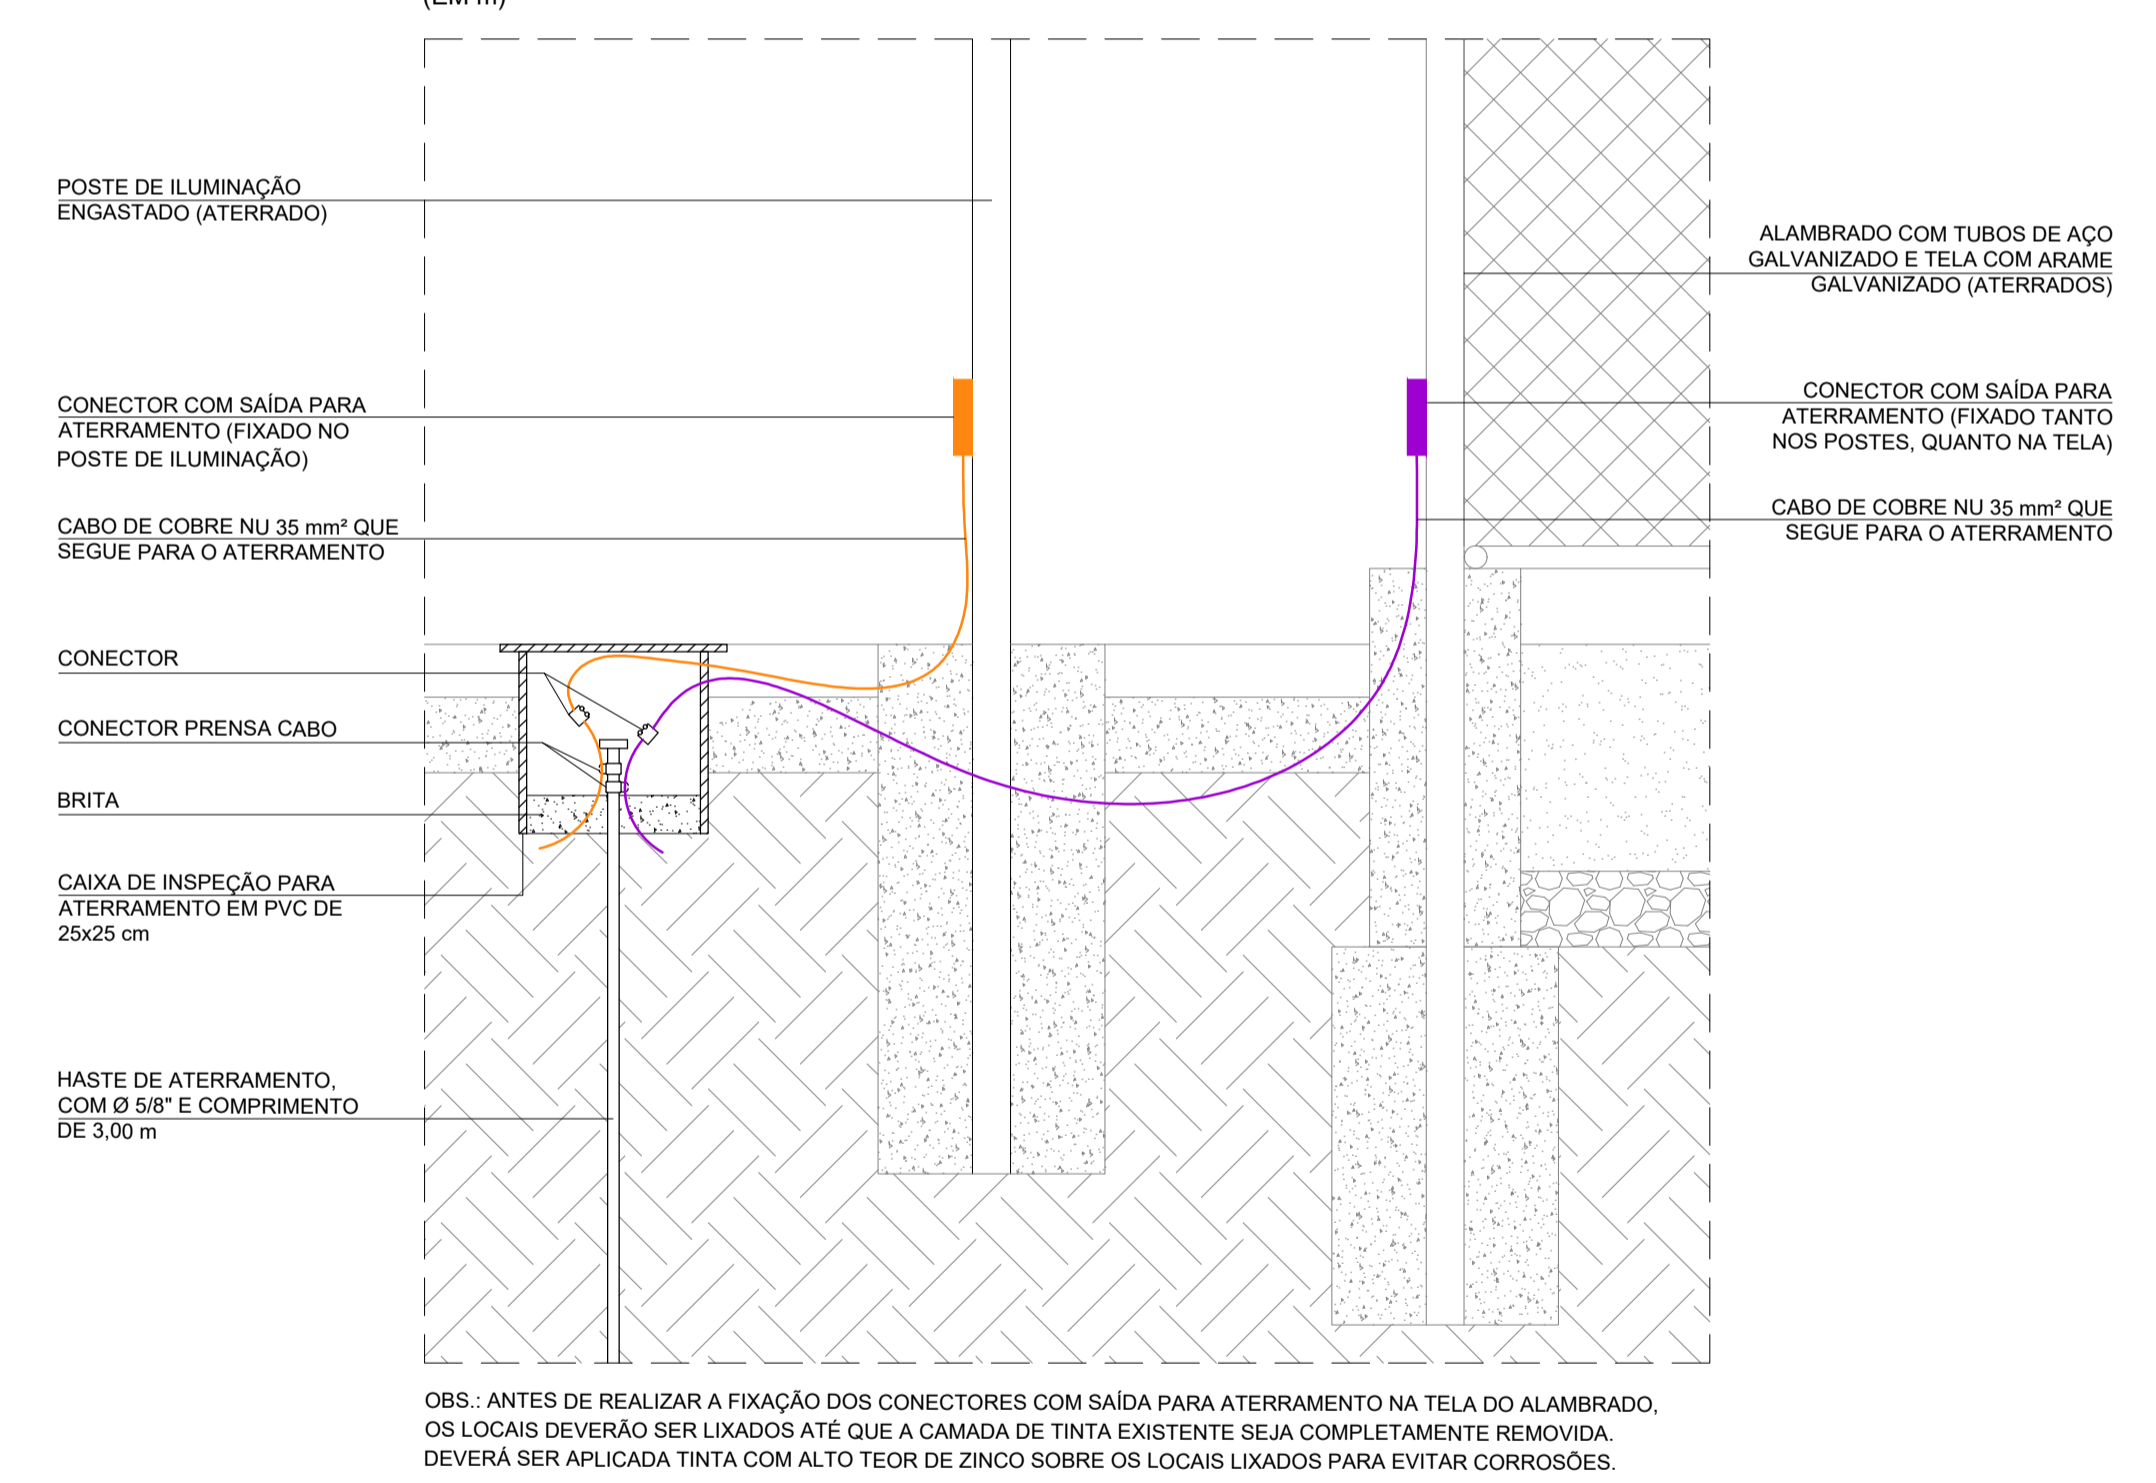 (EM m)
POSTE DE ILUMINAÇÃO
ENGASTADO (ATERRADO)
CONECTOR COM SAÍDA PARA
ATERRAMENTO (FIXADO NO
POSTE DE ILUMINAÇÃO)
CABO DE COBRE NU 35 mm² QUE
SEGUE PARA O ATERRAMENTO
CONECTOR
CONECTOR PRENSA CABO
BRITA
CAIXA DE INSPEÇÃO PARA
ATERRAMENTO EM PVC DE
25x25 cm
HASTE DE ATERRAMENTO,
COM Ø 5/8" E COMPRIMENTO
DE 3,00 m
ALAMBRADO COM TUBOS DE AÇO
GALVANIZADO E TELA COM ARAME
GALVANIZADO (ATERRADOS)
CONECTOR COM SAÍDA PARA
ATERRAMENTO (FIXADO TANTO
NOS POSTES, QUANTO NA TELA)
CABO DE COBRE NU 35 mm² QUE
SEGUE PARA O ATERRAMENTO
OBS.: ANTES DE REALIZAR A FIXAÇÃO DOS CONECTORES COM SAÍDA PARA ATERRAMENTO NA TELA DO ALAMBRADO,
OS LOCAIS DEVERÃO SER LIXADOS ATÉ QUE A CAMADA DE TINTA EXISTENTE SEJA COMPLETAMENTE REMOVIDA.
DEVERÁ SER APLICADA TINTA COM ALTO TEOR DE ZINCO SOBRE OS LOCAIS LIXADOS PARA EVITAR CORROSÕES.